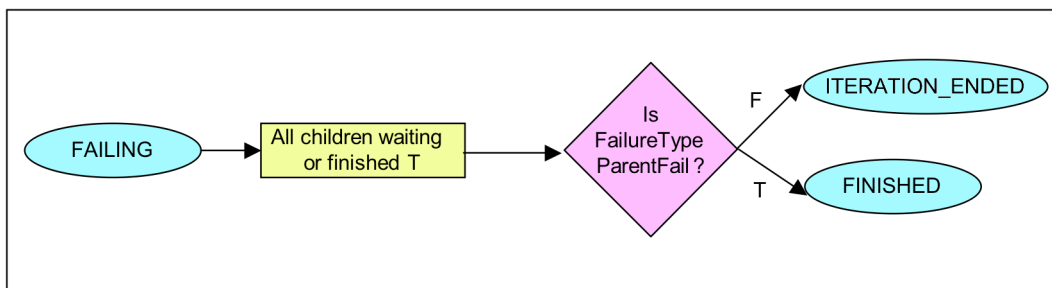 FAILING
All children waiting
or finished T
Is
FailureType
ParentFail ?
F
T
ITERATION_ENDED
FINISHED